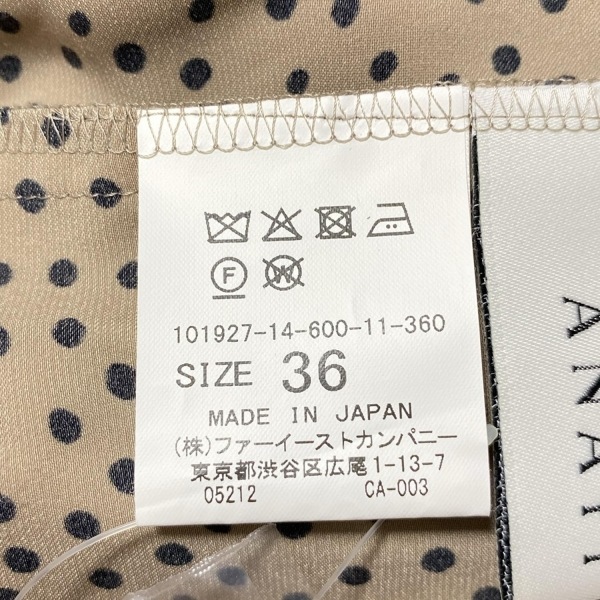 F W
101927-14-600-11-360
SIZE 36
MADE IN JAPAN
(株)ファーイーストカンパニー
東京都渋谷区広尾1-13-7
05212 CA-003
ANA